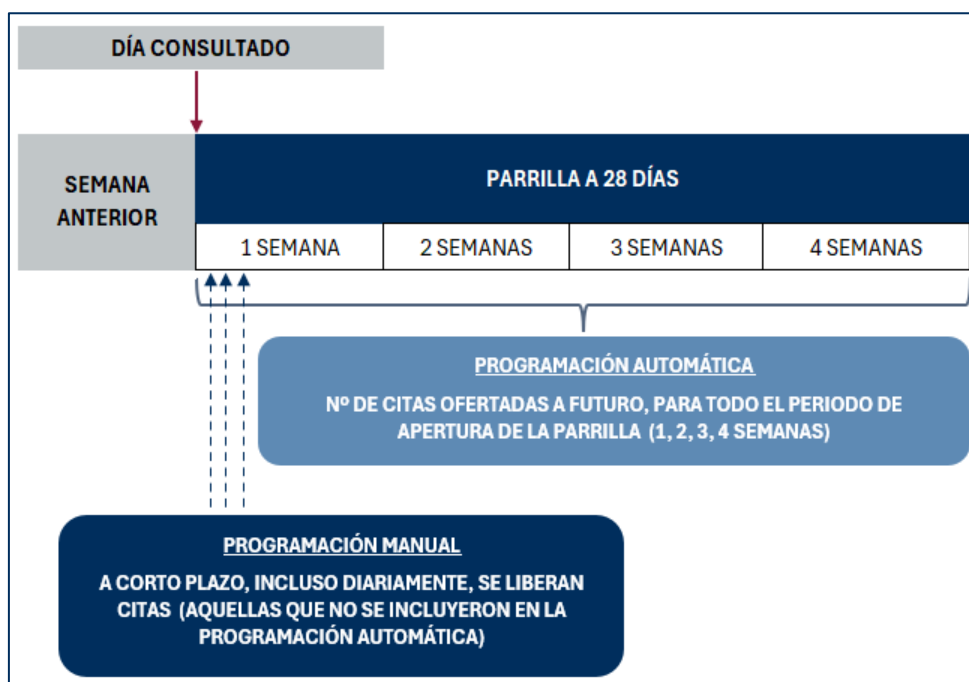 DÍA CONSULTADO
SEMANA
ANTERIOR
PARRILLA A 28 DÍAS
1 SEMANA
2 SEMANAS
3 SEMANAS
4 SEMANAS
PROGRAMACIÓN AUTOMÁTICA
Nº DE CITAS OFERTADAS A FUTURO, PARA TODO EL PERIODO DE
APERTURA DE LA PARRILLA (1, 2, 3, 4 SEMANAS)
PROGRAMACIÓN MANUAL
A CORTO PLAZO, INCLUSO DIARIAMENTE, SE LIBERAN
CITAS (AQUELLAS QUE NO SE INCLUYERON EN LA
PROGRAMACIÓN AUTOMÁTICA)